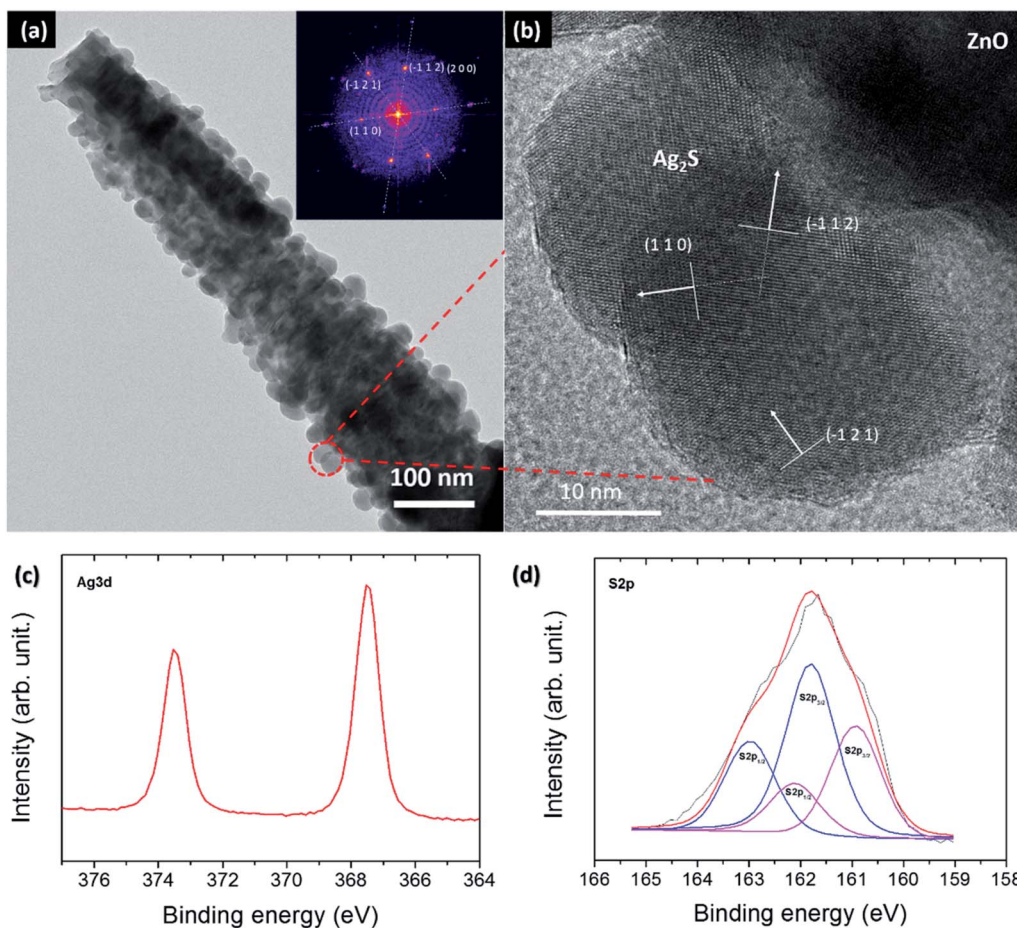 (a)
(-1 2 1)
(-1 1 2)
(2 0 0)
(1 1 0)
100 nm
(b)
ZnO
Ag₂S
(-1 1 2)
(1 1 0)
(-1 2 1)
10 nm
(c)
Ag3d
Intensity (arb. unit.)
376 374 372 370 368 366 364
Binding energy (eV)
(d)
S2p
Intensity (arb. unit.)
S2p₃/₂
S2p₁/₂
S2p₃/₂
S2p₁/₂
166 165 164 163 162 161 160 159 158
Binding energy (eV)